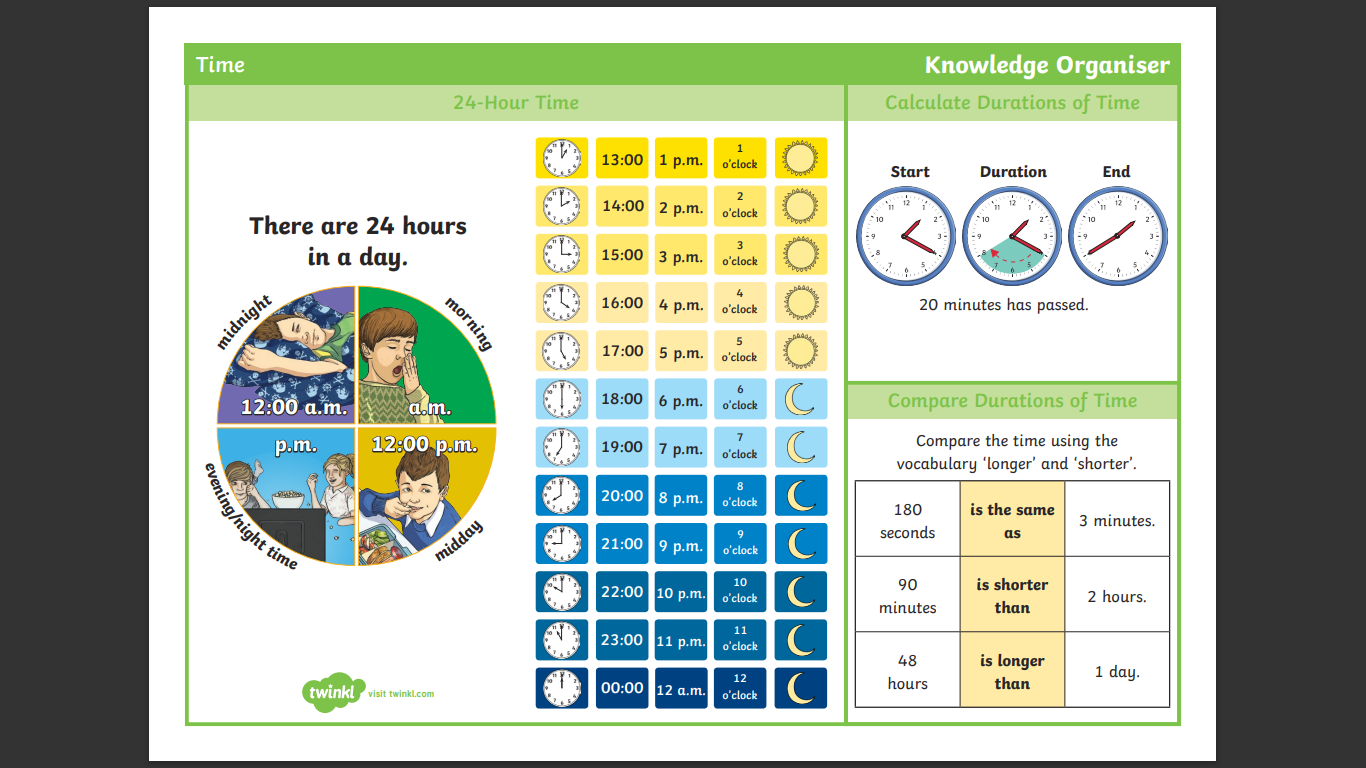 Time
Knowledge Organiser
24-Hour Time
There are 24 hours
in a day.
midnight
morning
12:00 a.m.
a.m.
p.m.
12:00 p.m.
evening/night time
midday
twinkl
visit twinkl.com
13:00 1 p.m. 1 o'clock
14:00 2 p.m. 2 o'clock
15:00 3 p.m. 3 o'clock
16:00 4 p.m. 4 o'clock
17:00 5 p.m. 5 o'clock
18:00 6 p.m. 6 o'clock
19:00 7 p.m. 7 o'clock
20:00 8 p.m. 8 o'clock
21:00 9 p.m. 9 o'clock
22:00 10 p.m. 10 o'clock
23:00 11 p.m. 11 o'clock
00:00 12 a.m. 12 o'clock
Calculate Durations of Time
Start Duration End
20 minutes has passed.
Compare Durations of Time
Compare the time using the
vocabulary ‘longer’ and ‘shorter’.
180 seconds is the same as 3 minutes.
90 minutes is shorter than 2 hours.
48 hours is longer than 1 day.